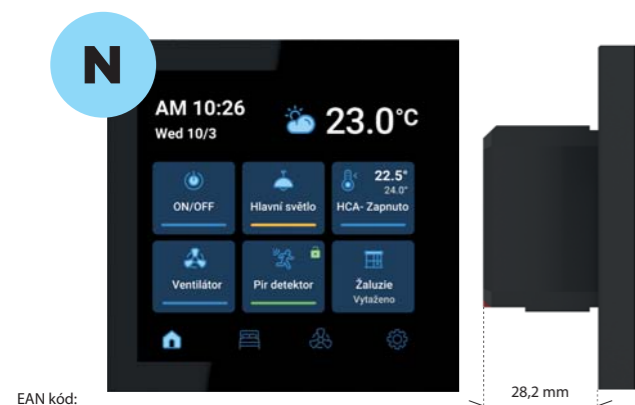 N
AM 10:26
Wed 10/3
23.0°C
ON/OFF
Hlavní světlo
22.5°
24.0°
HCA- Zapnuto
Ventilátor
Pir detektor
Žaluzie
Vytaženo
28,2 mm
EAN kód: